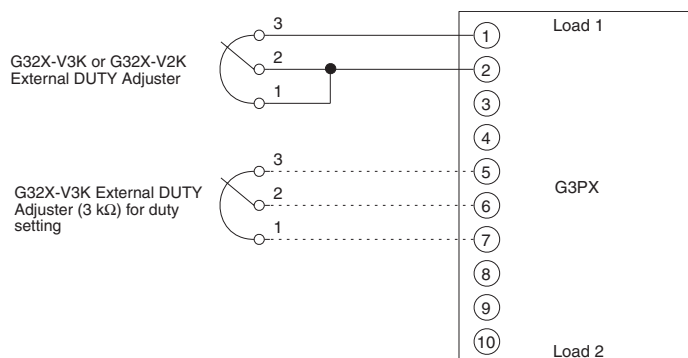 3
Load 1
1
G32X-V3K or G32X-V2K
External DUTY Adjuster
2
2
1
3
4
3
5
G32X-V3K External DUTY
Adjuster (3 kΩ) for duty
setting
2
6
G3PX
1
7
8
9
10
Load 2